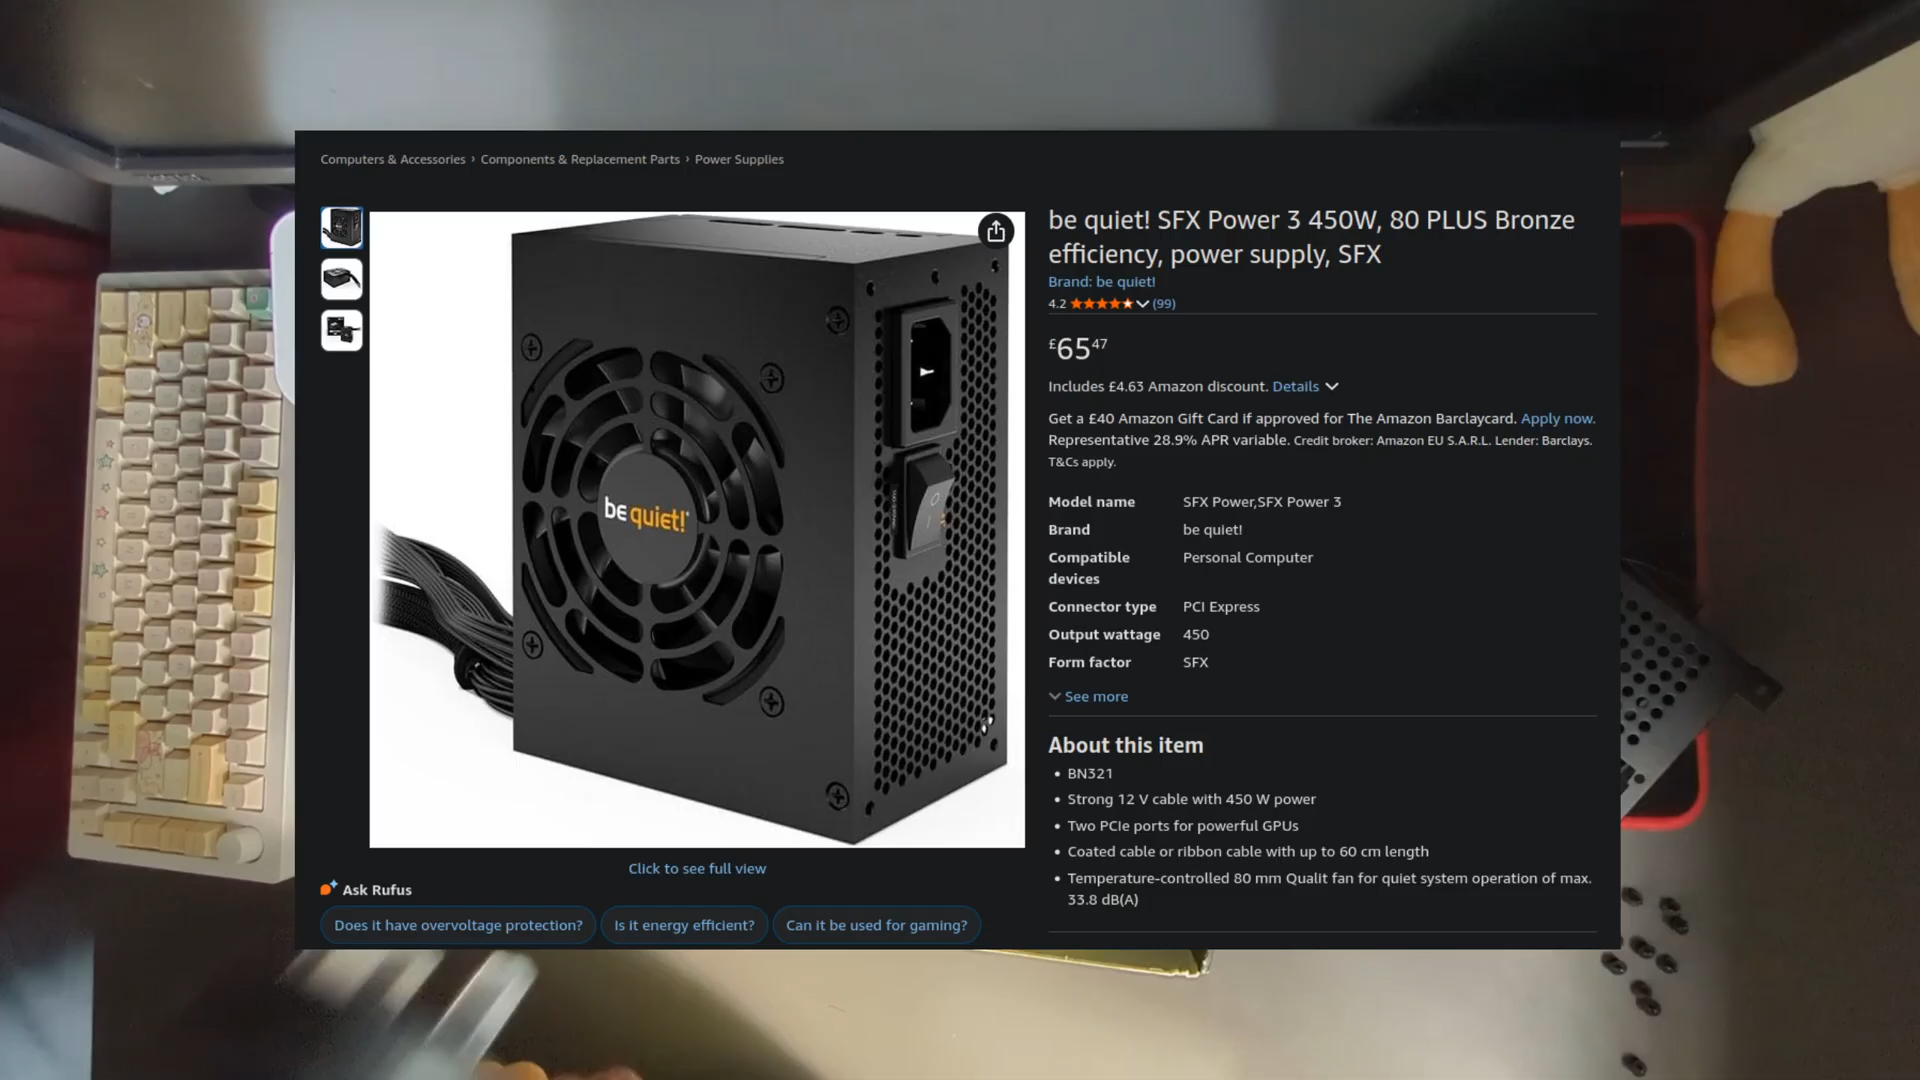 Computers & Accessories › Components & Replacement Parts › Power Supplies
be quiet! SFX Power 3 450W, 80 PLUS Bronze
efficiency, power supply, SFX
Brand: be quiet!
4.2 (99)
£65 47
Includes £4.63 Amazon discount. Details
Get a £40 Amazon Gift Card if approved for The Amazon Barclaycard. Apply now.
Representative 28.9% APR variable. Credit broker: Amazon EU S.A.R.L. Lender: Barclays.
T&Cs apply.
Model name SFX Power,SFX Power 3
Brand be quiet!
Compatible devices Personal Computer
Connector type PCI Express
Output wattage 450
Form factor SFX
See more
About this item
• BN321
• Strong 12 V cable with 450 W power
• Two PCIe ports for powerful GPUs
• Coated cable or ribbon cable with up to 60 cm length
• Temperature-controlled 80 mm Qualit fan for quiet system operation of max.
33.8 dB(A)
be quiet!
Click to see full view
Ask Rufus
Does it have overvoltage protection? Is it energy efficient? Can it be used for gaming?